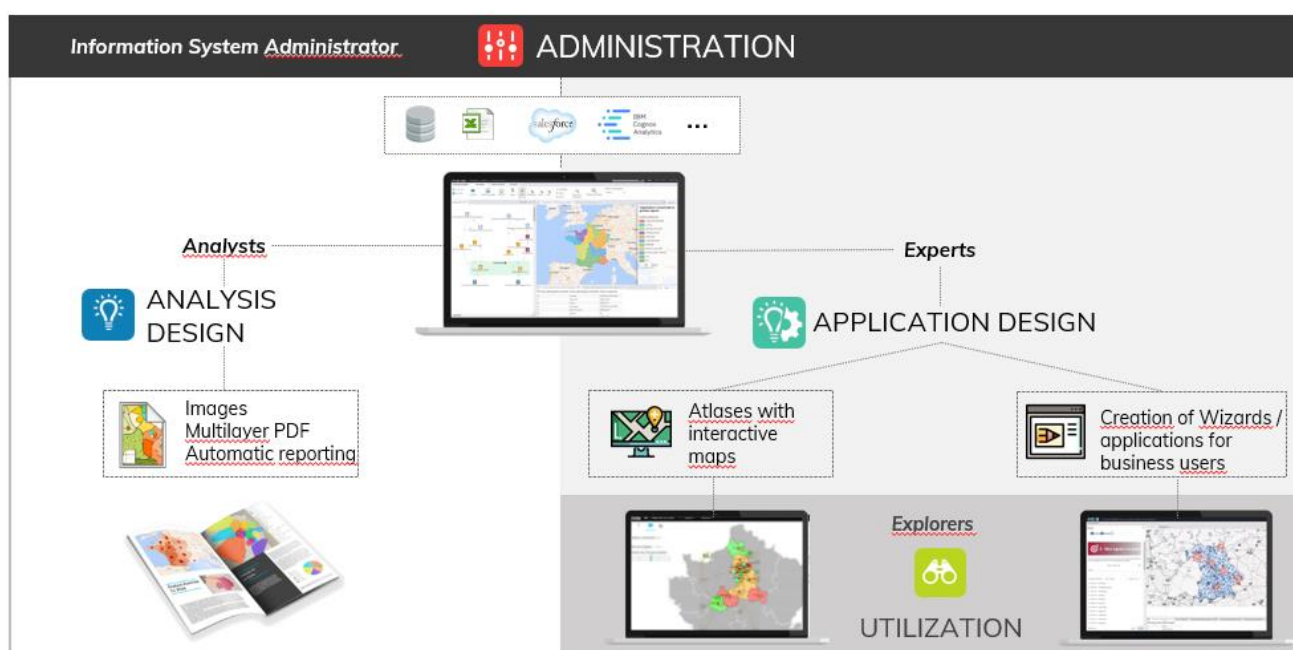 Information System Administrator
ADMINISTRATION
salesforce
IBM
Cognos
Analytics
...
Analysts
Experts
ANALYSIS
DESIGN
APPLICATION DESIGN
Images
Multilayer PDF
Automatic reporting
Atlases with
interactive
maps
Creation of Wizards /
applications for
business users
Explorers
UTILIZATION